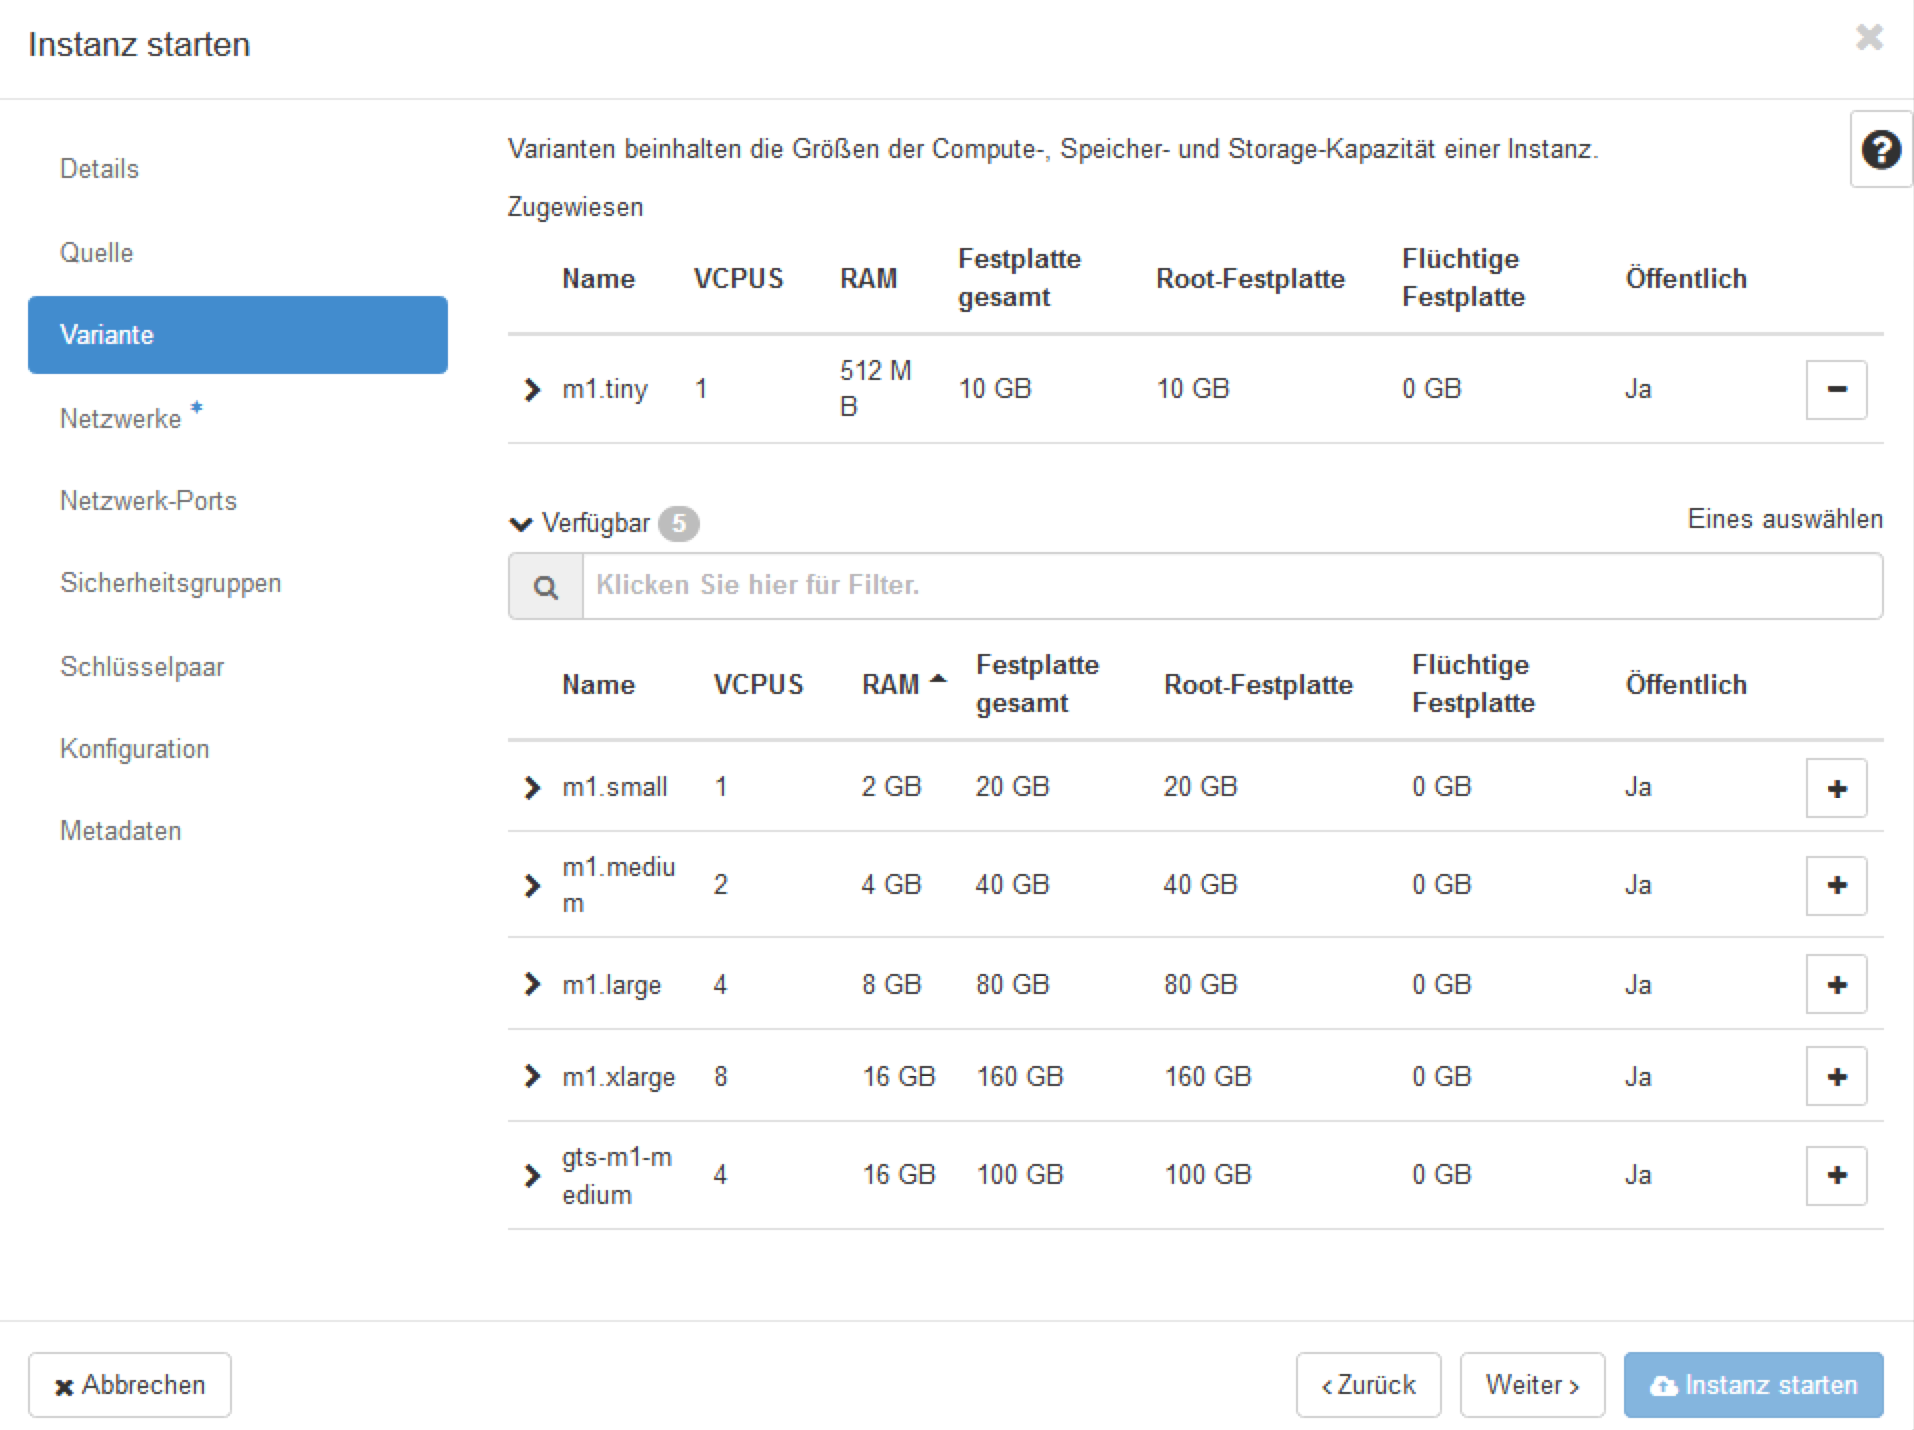 Instanz starten
Details
Quelle
Variante
Netzwerke *
Netzwerk-Ports
Sicherheitsgruppen
Schlüsselpaar
Konfiguration
Metadaten
Varianten beinhalten die Größen der Compute-, Speicher- und Storage-Kapazität einer Instanz.
Zugewiesen
Name VCPUS RAM Festplatte gesamt Root-Festplatte Flüchtige Festplatte Öffentlich
m1.tiny 1 512 MB 10 GB 10 GB 0 GB Ja
Verfügbar 5 Eines auswählen
Klicken Sie hier für Filter.
Name VCPUS RAM Festplatte gesamt Root-Festplatte Flüchtige Festplatte Öffentlich
m1.small 1 2 GB 20 GB 20 GB 0 GB Ja
m1.medium 2 4 GB 40 GB 40 GB 0 GB Ja
m1.large 4 8 GB 80 GB 80 GB 0 GB Ja
m1.xlarge 8 16 GB 160 GB 160 GB 0 GB Ja
gts-m1-medium 4 16 GB 100 GB 100 GB 0 GB Ja
Abbrechen
‹ Zurück
Weiter ›
Instanz starten